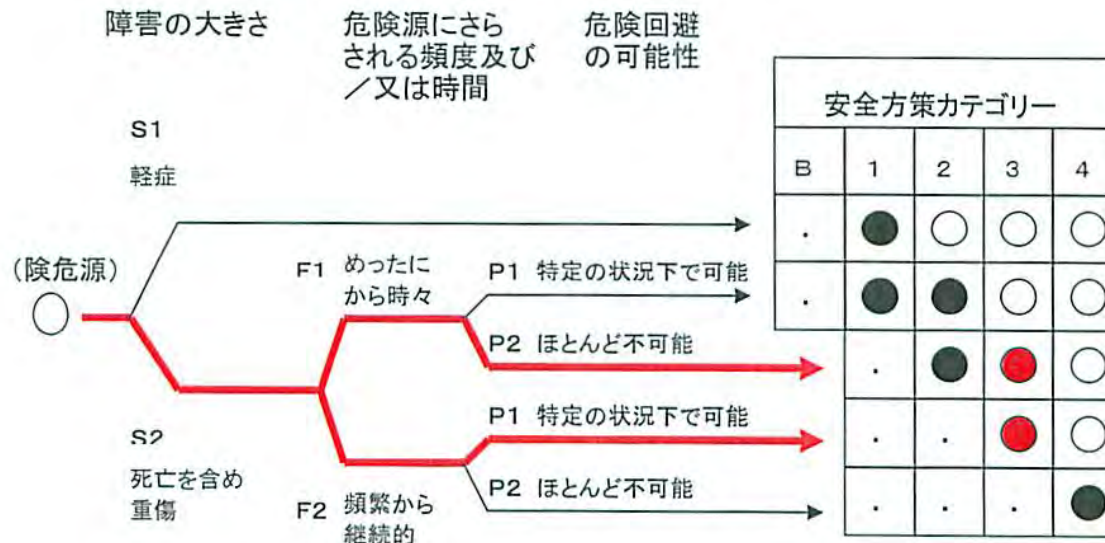 障害の大きさ
危険源にさら
される頻度及び
／又は時間
危険回避
の可能性
安全方策カテゴリー
B 1 2 3 4
S1
軽症
(険危源)
F1 めったに
から時々
P1 特定の状況下で可能
P2 ほとんど不可能
P1 特定の状況下で可能
S2
死亡を含め
重傷
P2 ほとんど不可能
F2 頻繁から
継続的